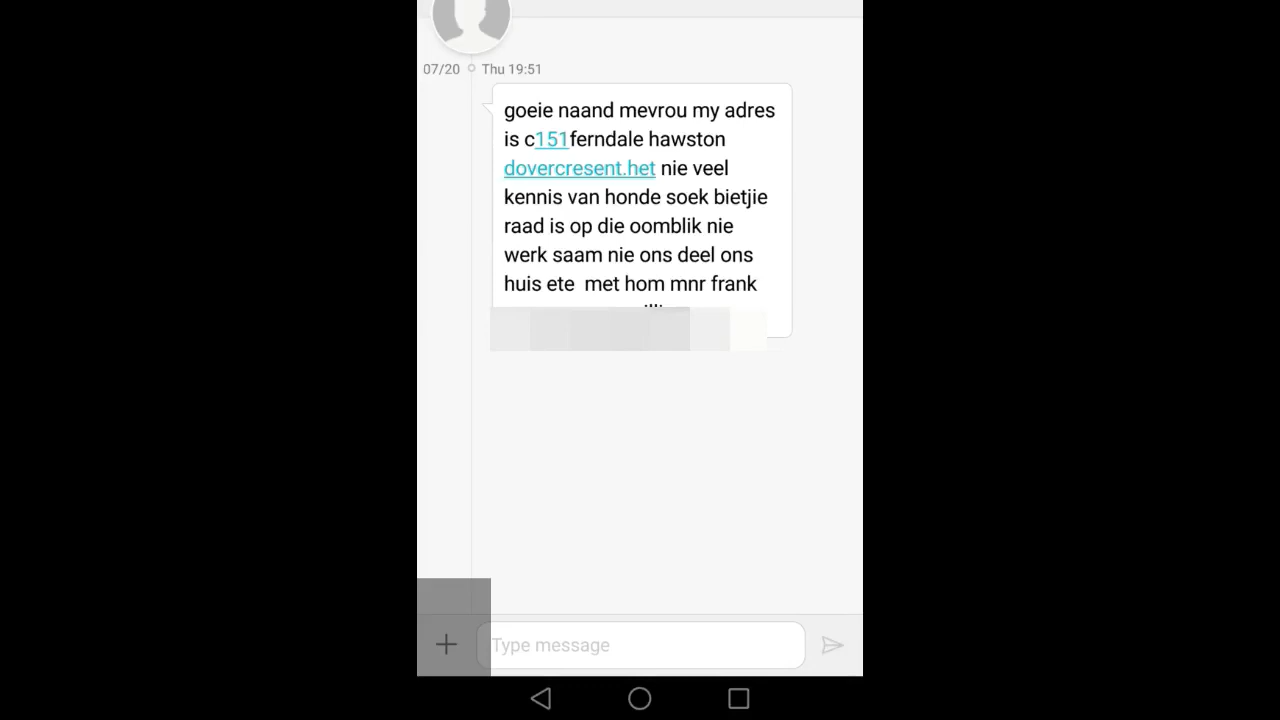 07/20 Thu 19:51
goeie naand mevrou my adres
is c151ferndale hawston
dovercresent.het nie veel
kennis van honde soek bietjie
raad is op die oomblik nie
werk saam nie ons deel ons
huis ete  met hom mnr frank
Type message